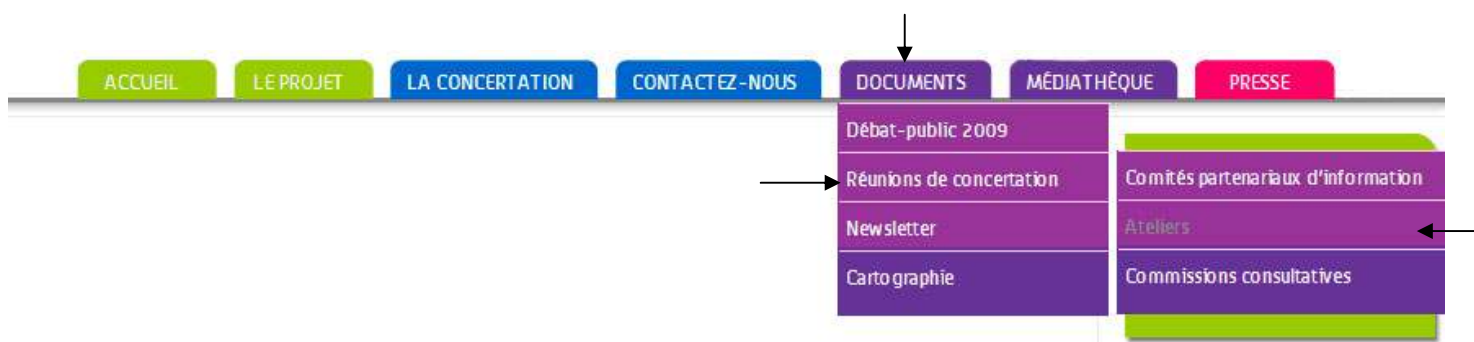 ACCUEIL LE PROJET LA CONCERTATION CONTACTEZ-NOUS DOCUMENTS MÉDIATHÈQUE PRESSE
Débat-public 2009
Réunions de concertation
Newsletter
Cartographie
Comités partenariaux d'information
Ateliers
Commissions consultatives